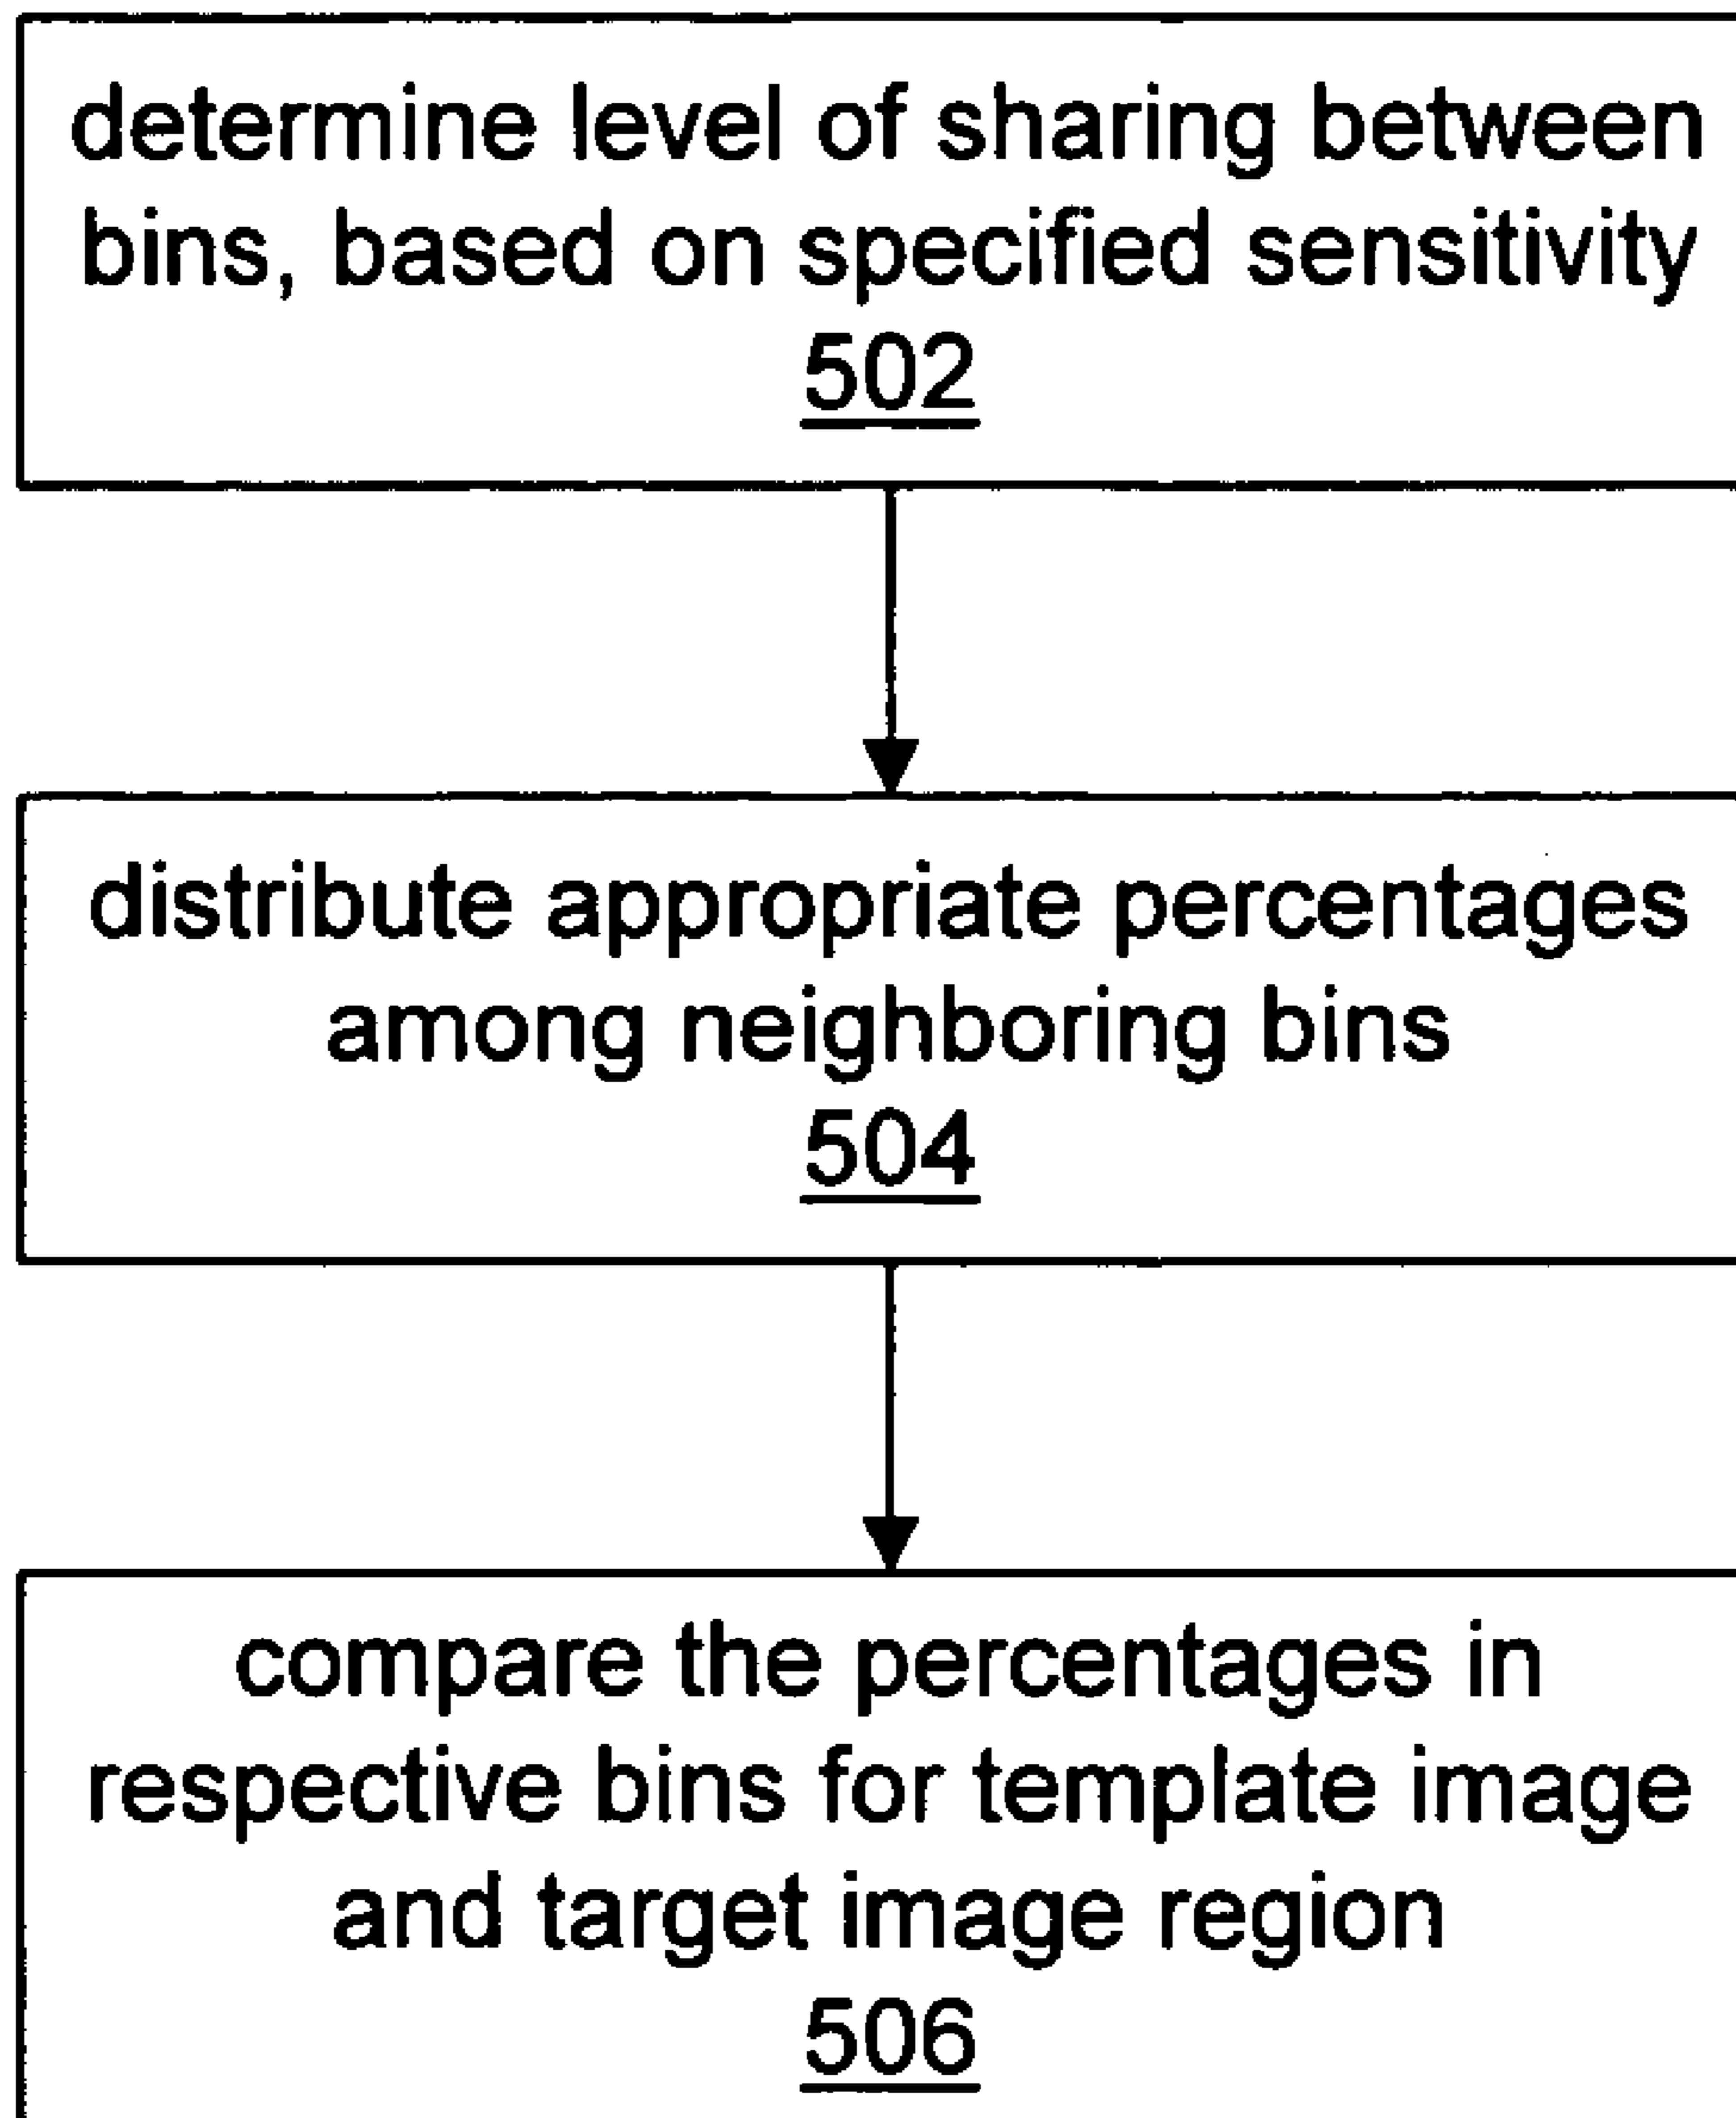 determine level of sharing between
bins, based on specified sensitivity
502
distribute appropriate percentages
among neighboring bins
504
compare the percentages in
respective bins for template image
and target image region
506